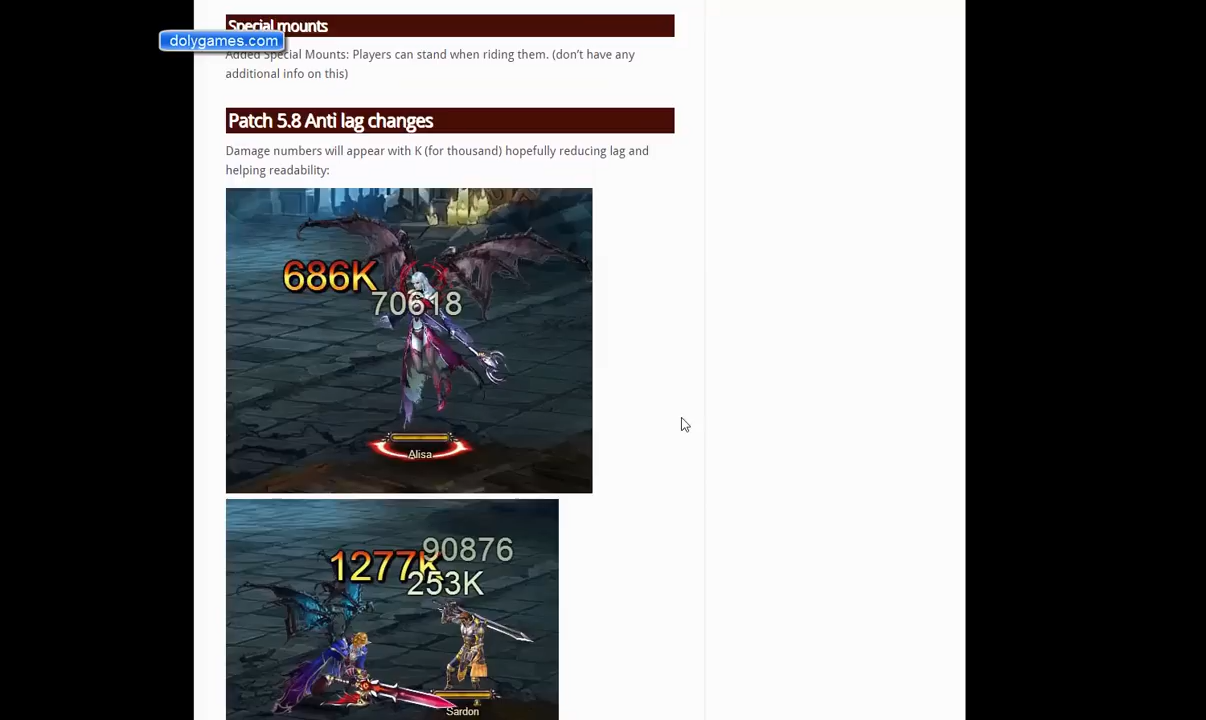 Special mounts
dolygames.com
Added Special Mounts: Players can stand when riding them. (don't have any
additional info on this)
Patch 5.8 Anti lag changes
Damage numbers will appear with K (for thousand) hopefully reducing lag and
helping readability:
686K
70618
Alisa
90876
1277K
253K
Sardon